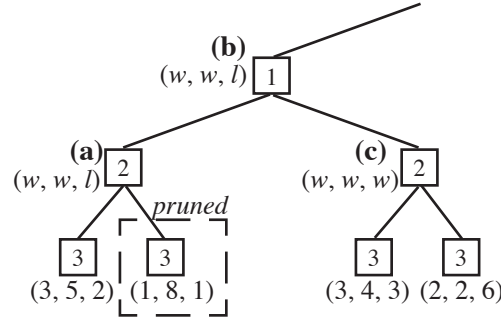 (b)
(w, w, l) 1
(a) (c)
2 2
(w, w, l) (w, w, w)
pruned
3 3 3 3
(3, 5, 2) (1, 8, 1) (3, 4, 3) (2, 2, 6)